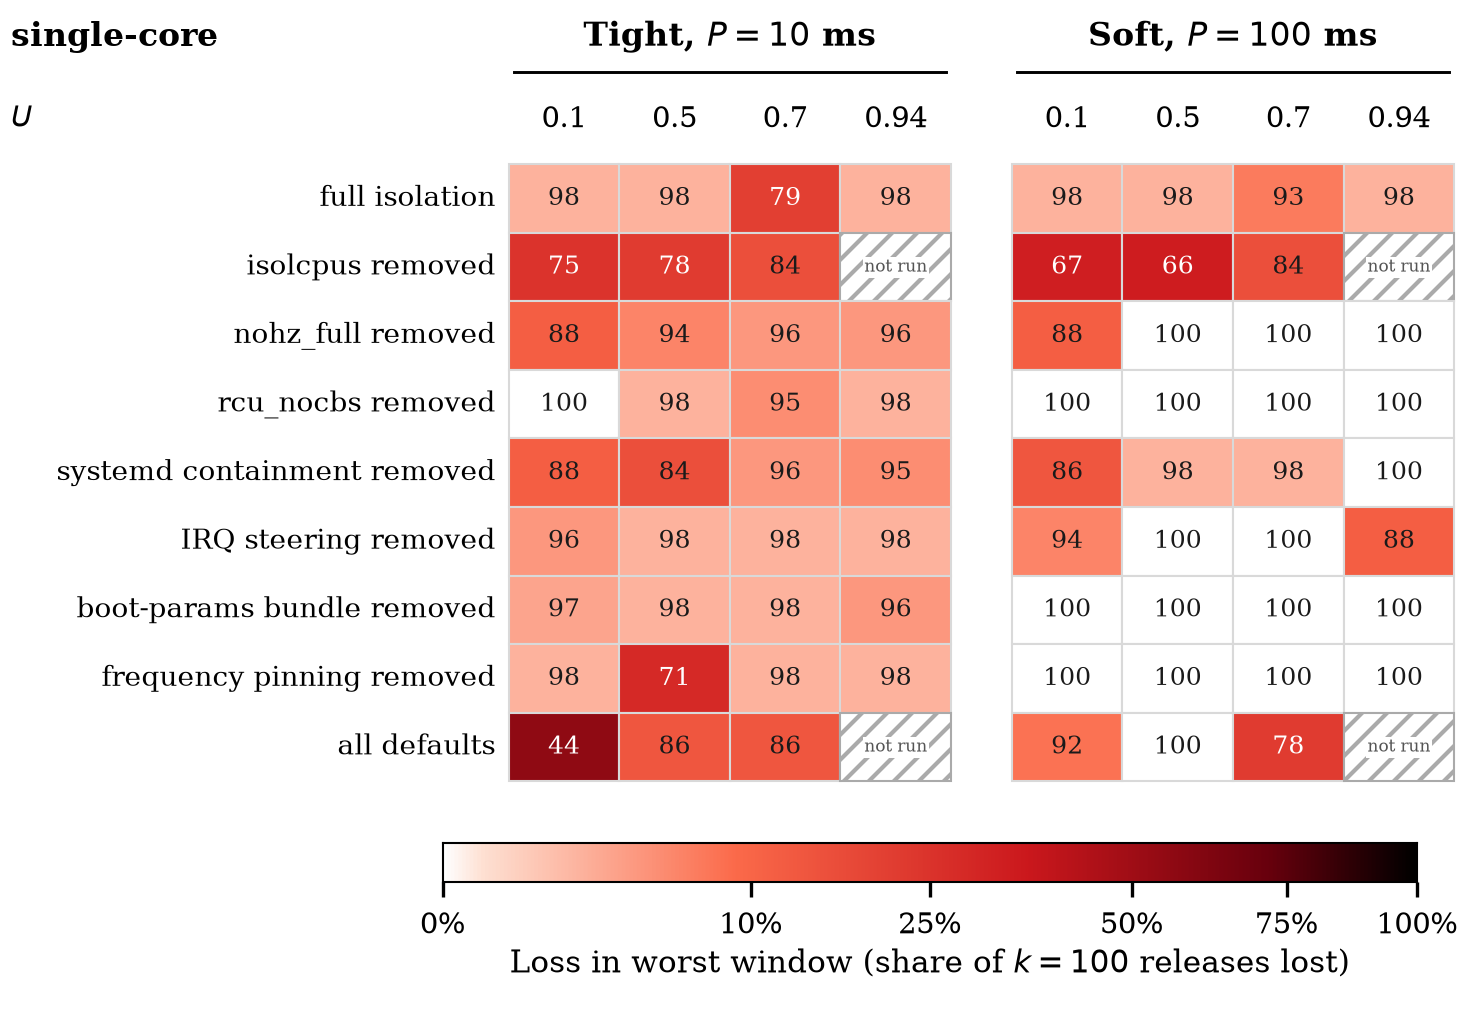 single-core Tight, P = 10 ms Soft, P = 100 ms
U 0.1 0.5 0.7 0.94 0.1 0.5 0.7 0.94
full isolation 98 98 79 98 98 98 93 98
isolcpus removed 75 78 84 not run 67 66 84 not run
nohz_full removed 88 94 96 96 88 100 100 100
rcu_nocbs removed 100 98 95 98 100 100 100 100
systemd containment removed 88 84 96 95 86 98 98 100
IRQ steering removed 96 98 98 98 94 100 100 88
boot-params bundle removed 97 98 98 96 100 100 100 100
frequency pinning removed 98 71 98 98 100 100 100 100
all defaults 44 86 86 not run 92 100 78 not run
0% 10% 25% 50% 75% 100%
Loss in worst window (share of k = 100 releases lost)